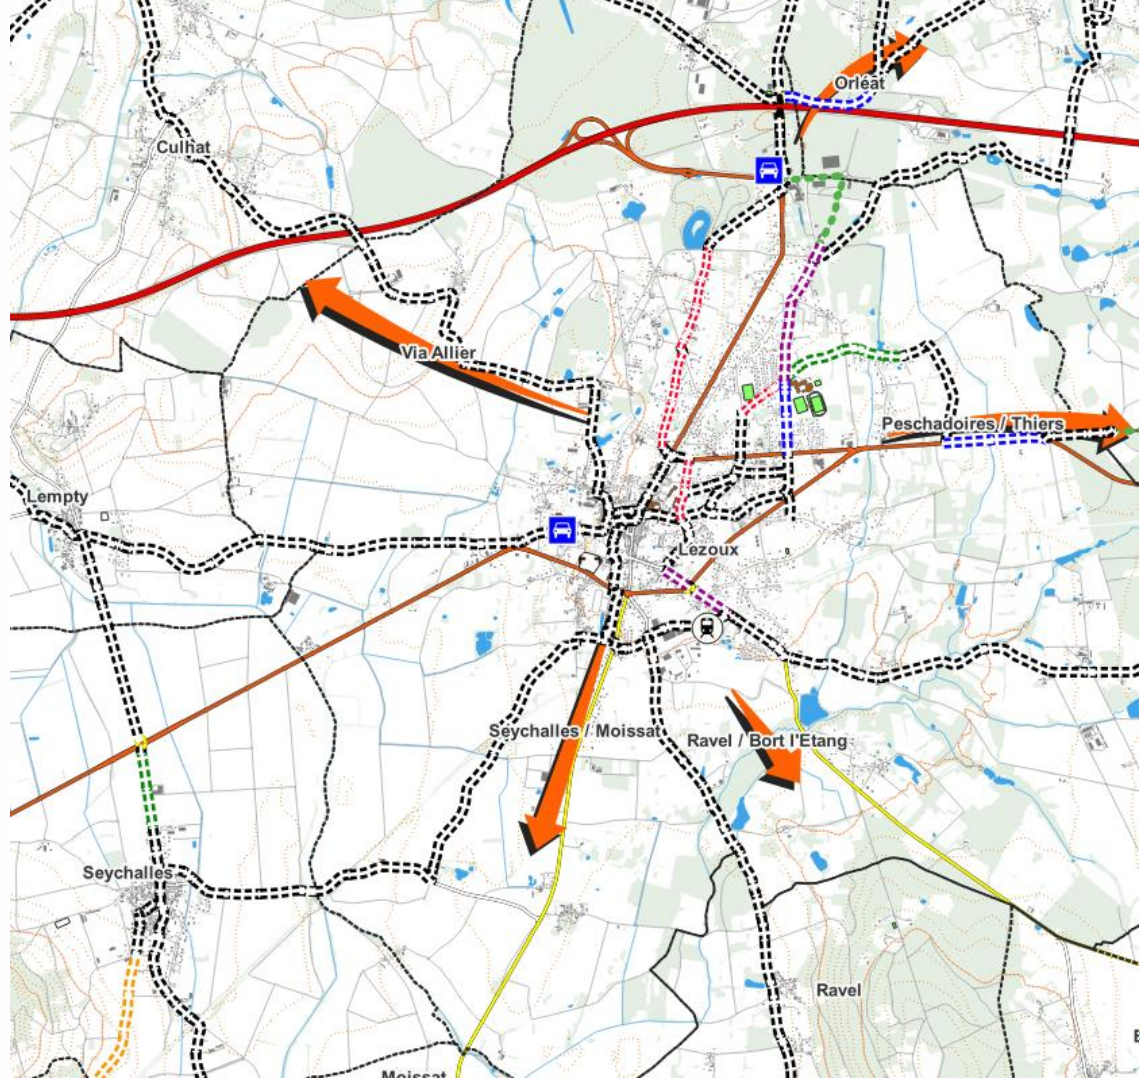 Orléat
Culhat
Via Allier
Peschadoires / Thiers
Lempty
Lezoux
Seychalles / Moissat
Ravel / Bort l'Etang
Seychalles
Ravel
Moissat